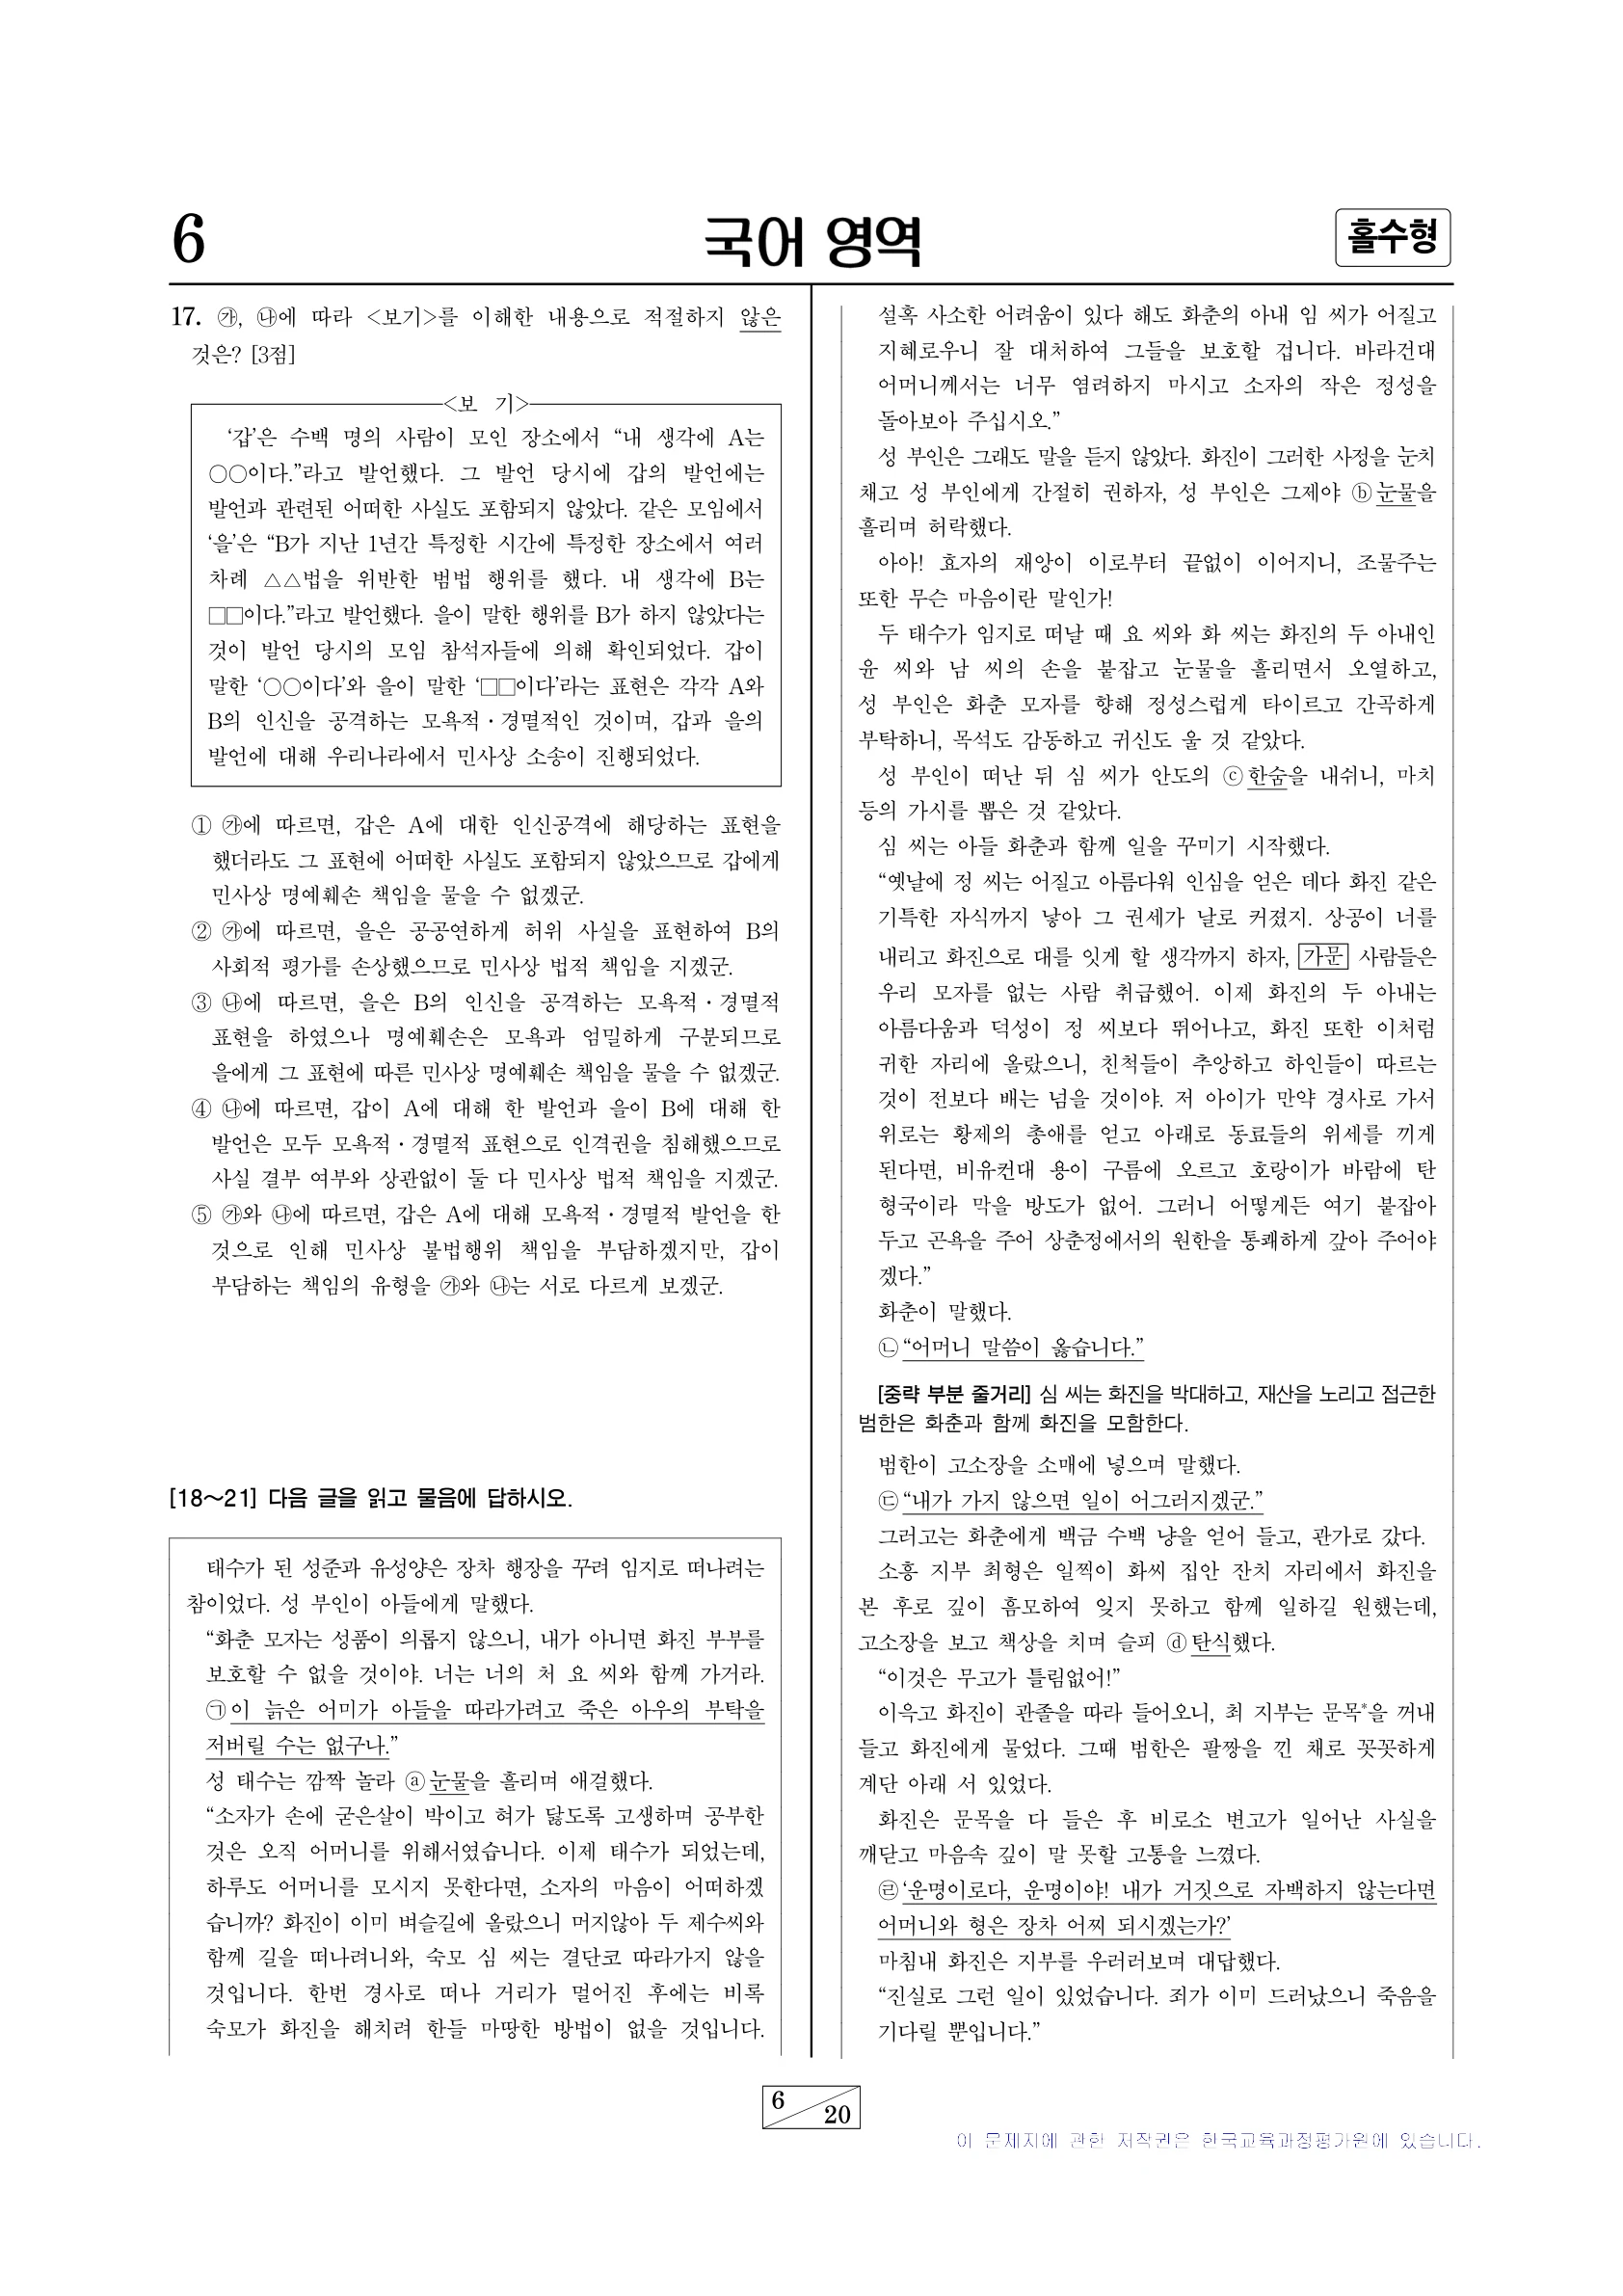 6
국어 영역
홀수형
17. ㉮, ㉯에 따라 <보기>를 이해한 내용으로 적절하지 않은
것은? [3점]
<보 기>
‘갑’은 수백 명의 사람이 모인 장소에서 “내 생각에 A는
○○이다.”라고 발언했다. 그 발언 당시에 갑의 발언에는
발언과 관련된 어떠한 사실도 포함되지 않았다. 같은 모임에서
‘을’은 “B가 지난 1년간 특정한 시간에 특정한 장소에서 여러
차례 △△법을 위반한 범법 행위를 했다. 내 생각에 B는
□□이다.”라고 발언했다. 을이 말한 행위를 B가 하지 않았다는
것이 발언 당시의 모임 참석자들에 의해 확인되었다. 갑이
말한 ‘○○이다’와 을이 말한 ‘□□이다’라는 표현은 각각 A와
B의 인신을 공격하는 모욕적·경멸적인 것이며, 갑과 을의
발언에 대해 우리나라에서 민사상 소송이 진행되었다.
① ㉮에 따르면, 갑은 A에 대한 인신공격에 해당하는 표현을
했더라도 그 표현에 어떠한 사실도 포함되지 않았으므로 갑에게
민사상 명예훼손 책임을 물을 수 없겠군.
② ㉮에 따르면, 을은 공공연하게 허위 사실을 표현하여 B의
사회적 평가를 손상했으므로 민사상 법적 책임을 지겠군.
③ ㉯에 따르면, 을은 B의 인신을 공격하는 모욕적·경멸적
표현을 하였으나 명예훼손은 모욕과 엄밀하게 구분되므로
을에게 그 표현에 따른 민사상 명예훼손 책임을 물을 수 없겠군.
④ ㉯에 따르면, 갑이 A에 대해 한 발언과 을이 B에 대해 한
발언은 모두 모욕적·경멸적 표현으로 인격권을 침해했으므로
사실 결부 여부와 상관없이 둘 다 민사상 법적 책임을 지겠군.
⑤ ㉮와 ㉯에 따르면, 갑은 A에 대해 모욕적·경멸적 발언을 한
것으로 인해 민사상 불법행위 책임을 부담하겠지만, 갑이
부담하는 책임의 유형을 ㉮와 ㉯는 서로 다르게 보겠군.
[18~21] 다음 글을 읽고 물음에 답하시오.
태수가 된 성준과 유성양은 장차 행장을 꾸려 임지로 떠나려는
참이었다. 성 부인이 아들에게 말했다.
“화춘 모자는 성품이 의롭지 않으니, 내가 아니면 화진 부부를
보호할 수 없을 것이야. 너는 너의 처 요 씨와 함께 가거라.
㉠이 늙은 어미가 아들을 따라가려고 죽은 아우의 부탁을
저버릴 수는 없구나.”
성 태수는 깜짝 놀라 ⓐ눈물을 흘리며 애걸했다.
“소자가 손에 굳은살이 박이고 혀가 닳도록 고생하며 공부한
것은 오직 어머니를 위해서였습니다. 이제 태수가 되었는데,
하루도 어머니를 모시지 못한다면, 소자의 마음이 어떠하겠
습니까? 화진이 이미 벼슬길에 올랐으니 머지않아 두 제수씨와
함께 길을 떠나려니와, 숙모 심 씨는 결단코 따라가지 않을
것입니다. 한번 경사로 떠나 거리가 멀어진 후에는 비록
숙모가 화진을 해치려 한들 마땅한 방법이 없을 것입니다.
설혹 사소한 어려움이 있다 해도 화춘의 아내 임 씨가 어질고
지혜로우니 잘 대처하여 그들을 보호할 겁니다. 바라건대
어머니께서는 너무 염려하지 마시고 소자의 작은 정성을
돌아보아 주십시오.”
성 부인은 그래도 말을 듣지 않았다. 화진이 그러한 사정을 눈치
채고 성 부인에게 간절히 권하자, 성 부인은 그제야 ⓑ눈물을
흘리며 허락했다.
아아! 효자의 재앙이 이로부터 끝없이 이어지니, 조물주는
또한 무슨 마음이란 말인가!
두 태수가 임지로 떠날 때 요 씨와 화 씨는 화진의 두 아내인
윤 씨와 남 씨의 손을 붙잡고 눈물을 흘리면서 오열하고,
성 부인은 화춘 모자를 향해 정성스럽게 타이르고 간곡하게
부탁하니, 목석도 감동하고 귀신도 울 것 같았다.
성 부인이 떠난 뒤 심 씨가 안도의 ⓒ한숨을 내쉬니, 마치
등의 가시를 뽑은 것 같았다.
심 씨는 아들 화춘과 함께 일을 꾸미기 시작했다.
“옛날에 정 씨는 어질고 아름다워 인심을 얻은 데다 화진 같은
기특한 자식까지 낳아 그 권세가 날로 커졌지. 상공이 너를
내리고 화진으로 대를 잇게 할 생각까지 하자, 가문 사람들은
우리 모자를 없는 사람 취급했어. 이제 화진의 두 아내는
아름다움과 덕성이 정 씨보다 뛰어나고, 화진 또한 이처럼
귀한 자리에 올랐으니, 친척들이 추앙하고 하인들이 따르는
것이 전보다 배는 넘을 것이야. 저 아이가 만약 경사로 가서
위로는 황제의 총애를 얻고 아래로 동료들의 위세를 끼게
된다면, 비유컨대 용이 구름에 오르고 호랑이가 바람에 탄
형국이라 막을 방도가 없어. 그러니 어떻게든 여기 붙잡아
두고 곤욕을 주어 상춘정에서의 원한을 통쾌하게 갚아 주어야
겠다.”
화춘이 말했다.
㉡“어머니 말씀이 옳습니다.”
[중략 부분 줄거리] 심 씨는 화진을 박대하고, 재산을 노리고 접근한
범한은 화춘과 함께 화진을 모함한다.
범한이 고소장을 소매에 넣으며 말했다.
㉢“내가 가지 않으면 일이 어그러지겠군.”
그러고는 화춘에게 백금 수백 냥을 얻어 들고, 관가로 갔다.
소흥 지부 최형은 일찍이 화씨 집안 잔치 자리에서 화진을
본 후로 깊이 흠모하여 잊지 못하고 함께 일하길 원했는데,
고소장을 보고 책상을 치며 슬피 ⓓ탄식했다.
“이것은 무고가 틀림없어!”
이윽고 화진이 관졸을 따라 들어오니, 최 지부는 문목*을 꺼내
들고 화진에게 물었다. 그때 범한은 팔짱을 낀 채로 꼿꼿하게
계단 아래 서 있었다.
화진은 문목을 다 들은 후 비로소 변고가 일어난 사실을
깨닫고 마음속 깊이 말 못할 고통을 느꼈다.
㉣‘운명이로다, 운명이야! 내가 거짓으로 자백하지 않는다면
어머니와 형은 장차 어찌 되시겠는가?’
마침내 화진은 지부를 우러러보며 대답했다.
“진실로 그런 일이 있었습니다. 죄가 이미 드러났으니 죽음을
기다릴 뿐입니다.”
6
20
이 문제지에 관한 저작권은 한국교육과정평가원에 있습니다.